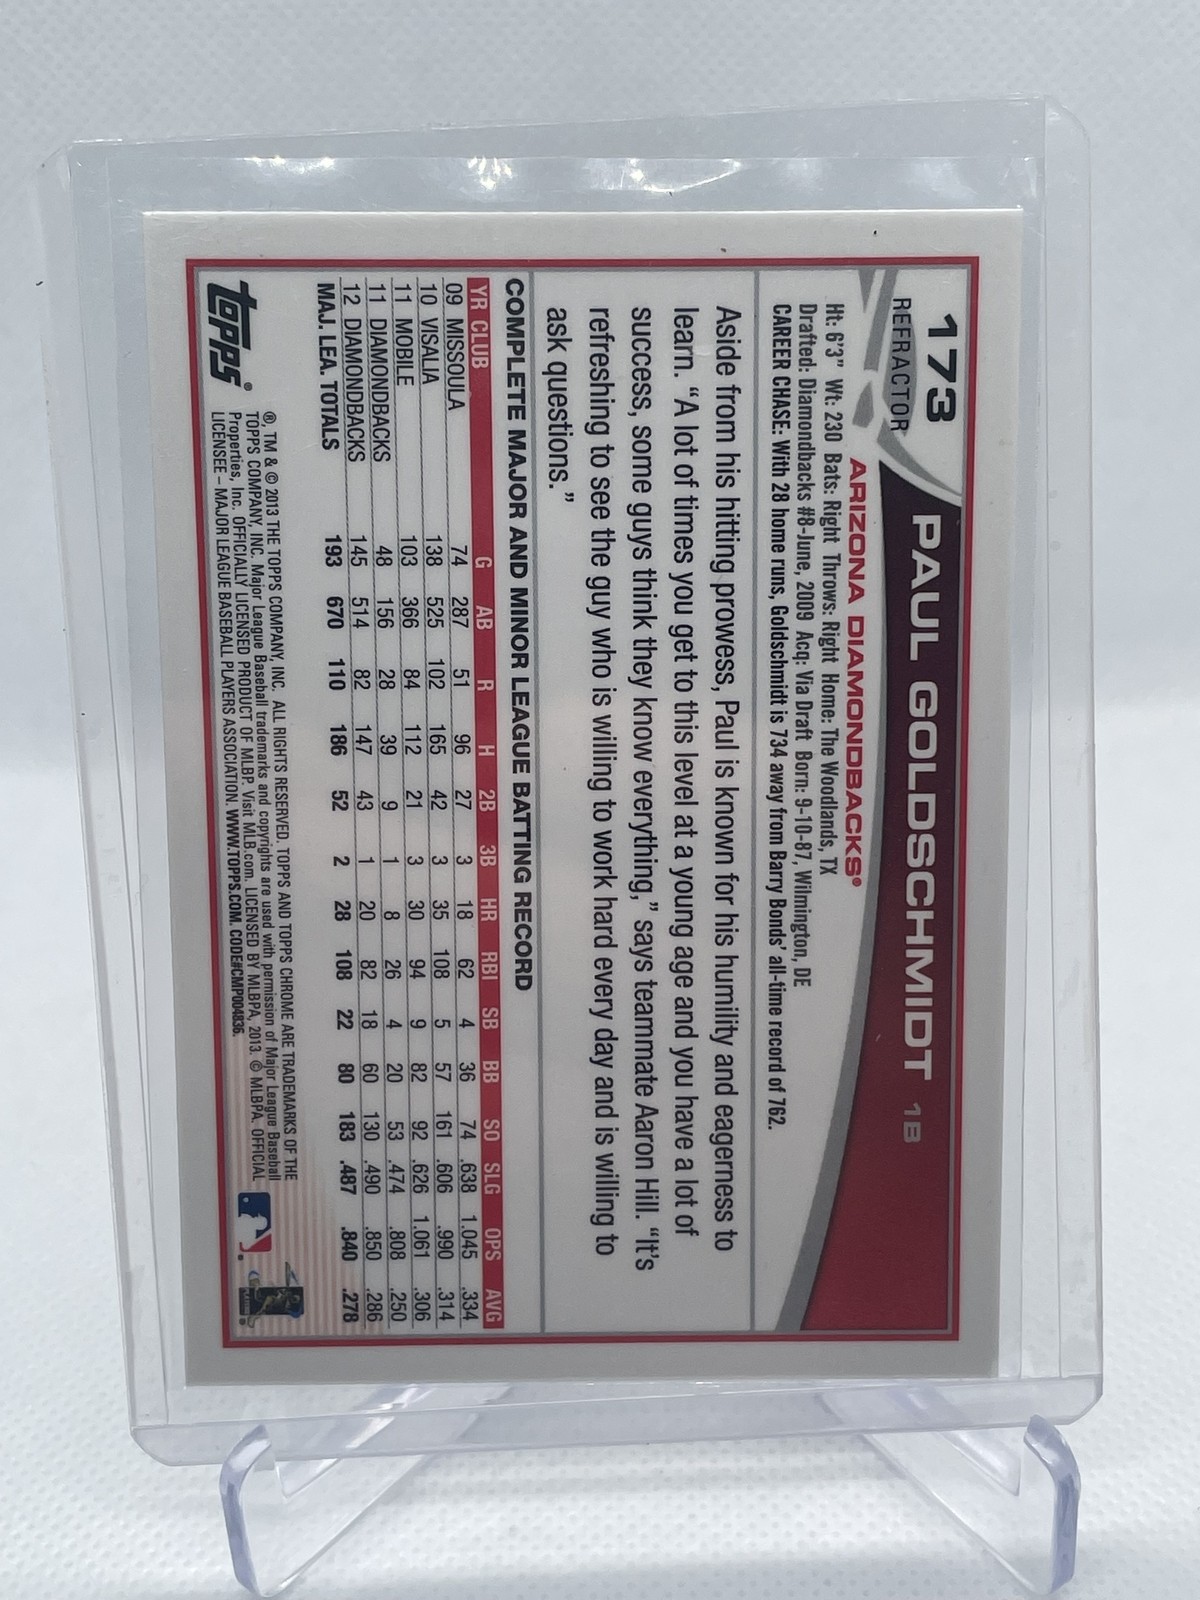 173
REFRACTOR
PAUL GOLDSCHMIDT 1B
ARIZONA DIAMONDBACKS®
Ht: 6'3" Wt: 230 Bats: Right Throws: Right Home: The Woodlands, TX
Drafted: Diamondbacks #8-June, 2009 Acq: Via Draft Born: 9-10-87, Wilmington, DE
CAREER CHASE: With 28 home runs, Goldschmidt is 734 away from Barry Bonds' all-time record of 762.
Aside from his hitting prowess, Paul is known for his humility and eagerness to
learn. “A lot of times you get to this level at a young age and you have a lot of
success, some guys think they know everything,” says teammate Aaron Hill. “It's
refreshing to see the guy who is willing to work hard every day and is willing to
ask questions.”
COMPLETE MAJOR AND MINOR LEAGUE BATTING RECORD
YR CLUB G AB R H 2B 3B HR RBI SB BB SO SLG OPS AVG
09 MISSOULA 74 287 51 96 27 3 18 62 4 36 74 .638 1.045 .334
10 VISALIA 138 525 102 165 42 3 35 108 5 57 161 .606 .990 .314
11 MOBILE 103 366 84 112 21 3 30 94 9 82 92 .626 1.061 .306
11 DIAMONDBACKS 48 156 28 39 9 1 8 26 4 20 53 .474 .808 .250
12 DIAMONDBACKS 145 514 82 147 43 1 20 82 18 60 130 .490 .850 .286
MAJ. LEA. TOTALS 193 670 110 186 52 2 28 108 22 80 183 .487 .840 .278
topps®
®, TM & © 2013 THE TOPPS COMPANY, INC. ALL RIGHTS RESERVED. TOPPS AND TOPPS CHROME ARE TRADEMARKS OF THE
TOPPS COMPANY, INC. Major League Baseball trademarks and copyrights are used with permission of Major League Baseball
Properties, Inc. OFFICIALLY LICENSED PRODUCT OF MLBP. Visit MLB.com. LICENSED BY MLBPA, 2013. © MLBPA. OFFICIAL
LICENSEE – MAJOR LEAGUE BASEBALL PLAYERS ASSOCIATION. WWW.TOPPS.COM. CODE#CMP004836.